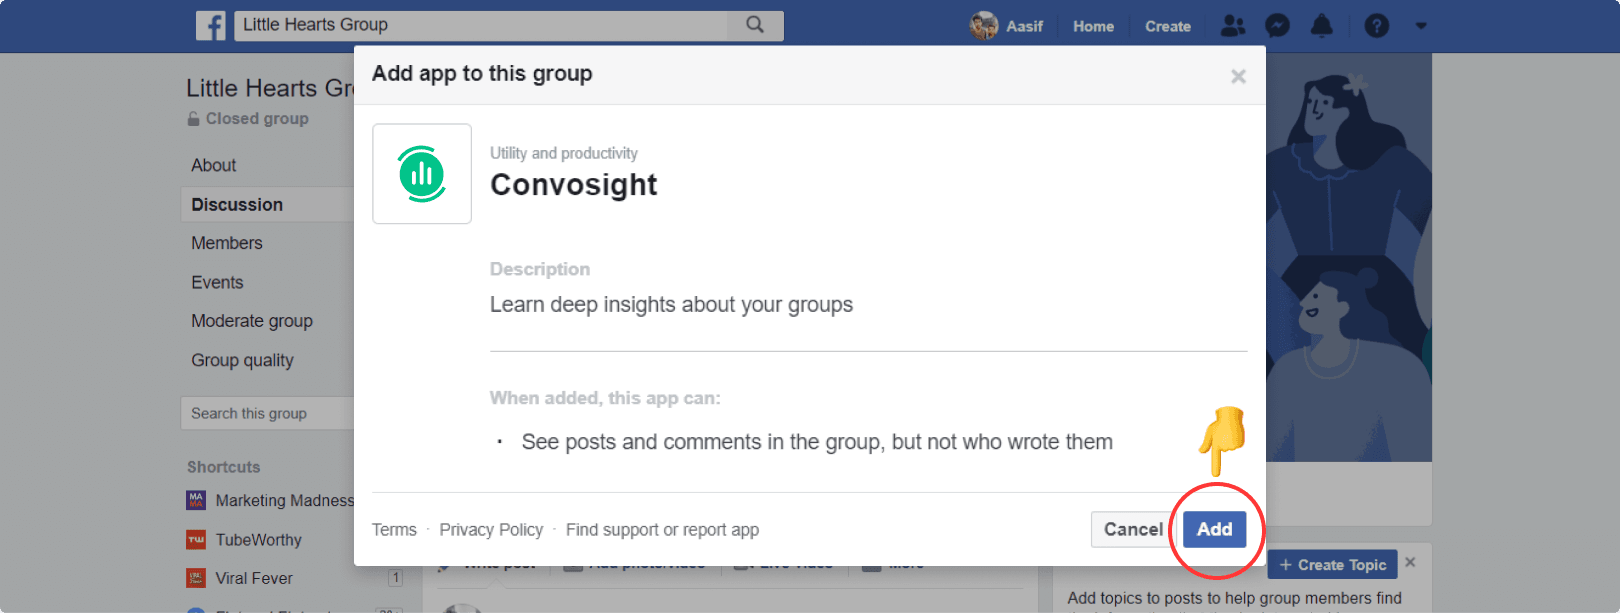 Little Hearts Group
Aasif
Home
Create
Little Hearts Gr
Closed group
About
Discussion
Members
Events
Moderate group
Group quality
Search this group
Shortcuts
MA
MA
Marketing Madness
TW
TubeWorthy
Viral Fever
1
Add app to this group
Utility and productivity
Convosight
Description
Learn deep insights about your groups
When added, this app can:
· See posts and comments in the group, but not who wrote them
Terms · Privacy Policy · Find support or report app
Cancel
Add
+ Create Topic
Add topics to posts to help group members find